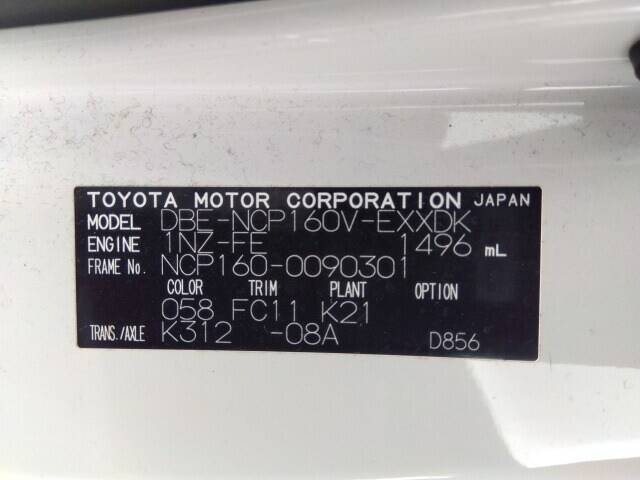 TOYOTA MOTOR CORPORATION JAPAN
MODEL DBE-NCP160V-EXXDK
ENGINE 1NZ-FE 1496 mL
FRAME No. NCP160-0090301
COLOR TRIM PLANT OPTION
058 FC11 K21
TRANS./AXLE K312 -08A D856